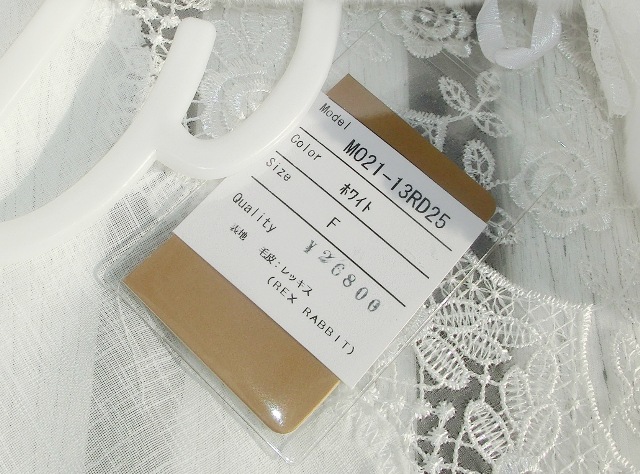 Model MO21-13RD25
Color ホワイト
Size F
¥26800
Quality
表地 毛皮:レッキス
(REX RABBIT)